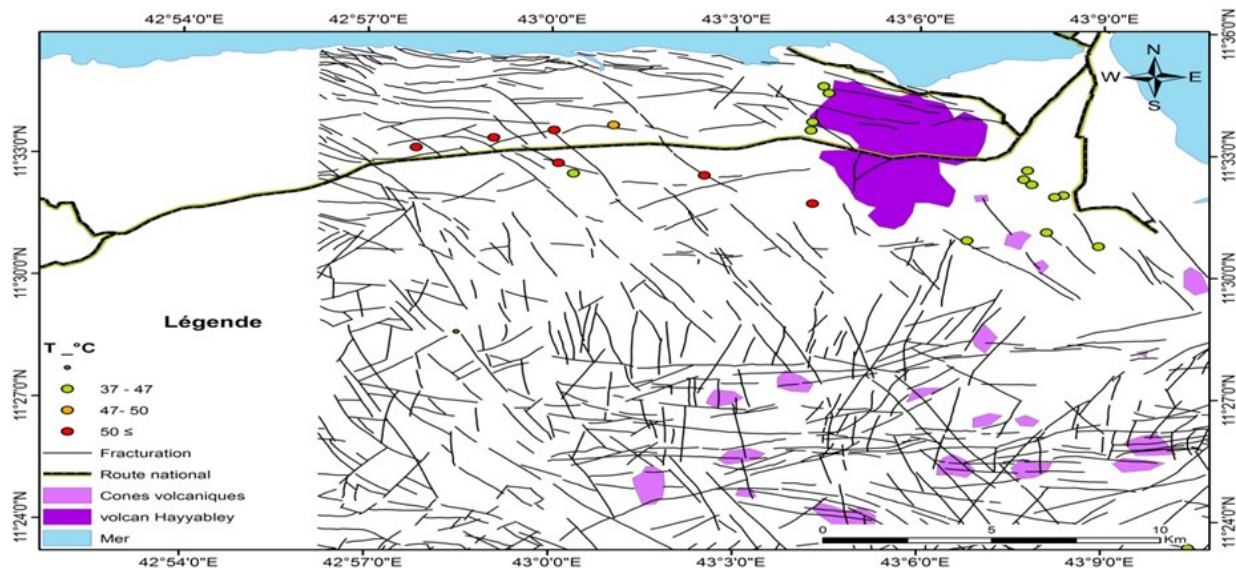 42°54'0"E 42°57'0"E 43°0'0"E 43°3'0"E 43°6'0"E 43°9'0"E
11°36'0"N
N
W E
S
11°33'0"N 11°33'0"N
11°30'0"N 11°30'0"N
Légende
T _°C
37 - 47
47- 50
50 ≤
Fracturation
Route national
Cones volcaniques
volcan Hayyabley
Mer
11°27'0"N 11°27'0"N
11°24'0"N 11°24'0"N
0 5 10
Km
42°54'0"E 42°57'0"E 43°0'0"E 43°3'0"E 43°6'0"E 43°9'0"E